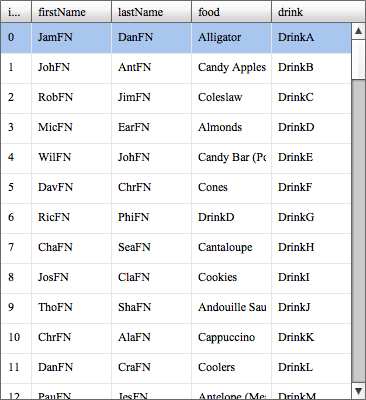 i... firstName lastName food drink
0 JamFN DanFN Alligator DrinkA
1 JohFN AntFN Candy Apples DrinkB
2 RobFN JimFN Coleslaw DrinkC
3 MicFN EarFN Almonds DrinkD
4 WilFN JohFN Candy Bar (Po DrinkE
5 DavFN ChrFN Cones DrinkF
6 RicFN PhiFN DrinkD DrinkG
7 ChaFN SeaFN Cantaloupe DrinkH
8 JosFN ClaFN Cookies DrinkI
9 ThoFN ShaFN Andouille Sau DrinkJ
10 ChrFN AlaFN Cappuccino DrinkK
11 DanFN CraFN Coolers DrinkL
12 PauFN JesFN Antelope (Mea DrinkM